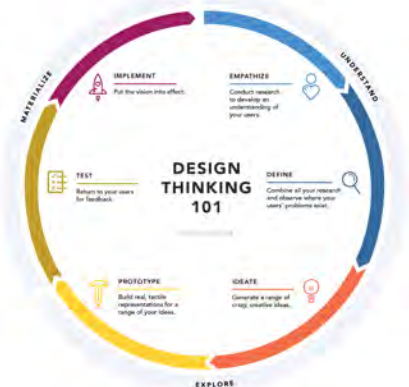 DESIGN
THINKING
101
UNDERSTAND
EMPATHIZE
Conduct research
to develop an
understanding of
your users.
DEFINE
Combine all your research
and observe where your
users' problems exist.
EXPLORE
IDEATE
Generate a range of
crazy, creative ideas.
PROTOTYPE
Build real, tactile
representations for a
range of your ideas.
MATERIALIZE
TEST
Return to your users
for feedback.
IMPLEMENT
Put the vision into effect.